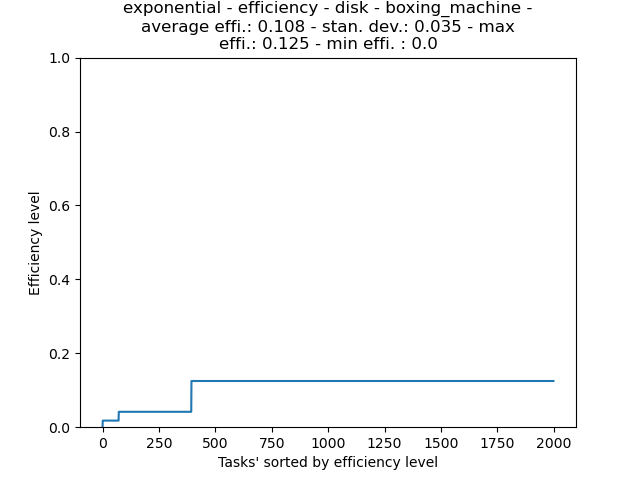 exponential - efficiency - disk - boxing_machine -
average effi.: 0.108 - stan. dev.: 0.035 - max
effi.: 0.125 - min effi. : 0.0
1.0
0.8
0.6
0.4
0.2
0.0
Efficiency level
0 250 500 750 1000 1250 1500 1750 2000
Tasks' sorted by efficiency level